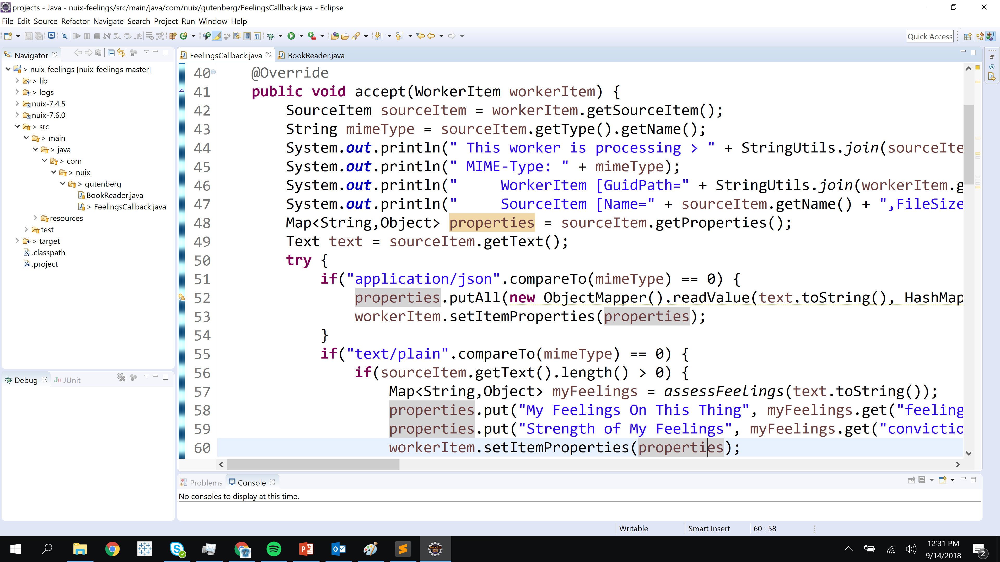 projects - Java - nuix-feelings/src/main/java/com/nuix/gutenberg/FeelingsCallback.java - Eclipse
File Edit Source Refactor Navigate Search Project Run Window Help
Quick Access
Navigator
> nuix-feelings [nuix-feelings master]
> lib
> logs
nuix-7.4.5
nuix-7.6.0
> src
> main
> java
> com
> nuix
> gutenberg
BookReader.java
> FeelingsCallback.java
resources
test
> target
.classpath
.project
Debug JUnit
FeelingsCallback.java BookReader.java
40 @Override
41 public void accept(WorkerItem workerItem) {
42 SourceItem sourceItem = workerItem.getSourceItem();
43 String mimeType = sourceItem.getType().getName();
44 System.out.println(" This worker is processing > " + StringUtils.join(sourceIte
45 System.out.println(" MIME-Type: " + mimeType);
46 System.out.println("     WorkerItem [GuidPath=" + StringUtils.join(workerItem.g
47 System.out.println("     SourceItem [Name=" + sourceItem.getName() + ",FileSize
48 Map<String,Object> properties = sourceItem.getProperties();
49 Text text = sourceItem.getText();
50 try {
51 if("application/json".compareTo(mimeType) == 0) {
52 properties.putAll(new ObjectMapper().readValue(text.toString(), HashMap
53 workerItem.setItemProperties(properties);
54 }
55 if("text/plain".compareTo(mimeType) == 0) {
56 if(sourceItem.getText().length() > 0) {
57 Map<String,Object> myFeelings = assessFeelings(text.toString());
58 properties.put("My Feelings On This Thing", myFeelings.get("feeling
59 properties.put("Strength of My Feelings", myFeelings.get("convictio
60 workerItem.setItemProperties(properties);
Problems Console
No consoles to display at this time.
Writable Smart Insert 60 : 58
12:31 PM
9/14/2018
2